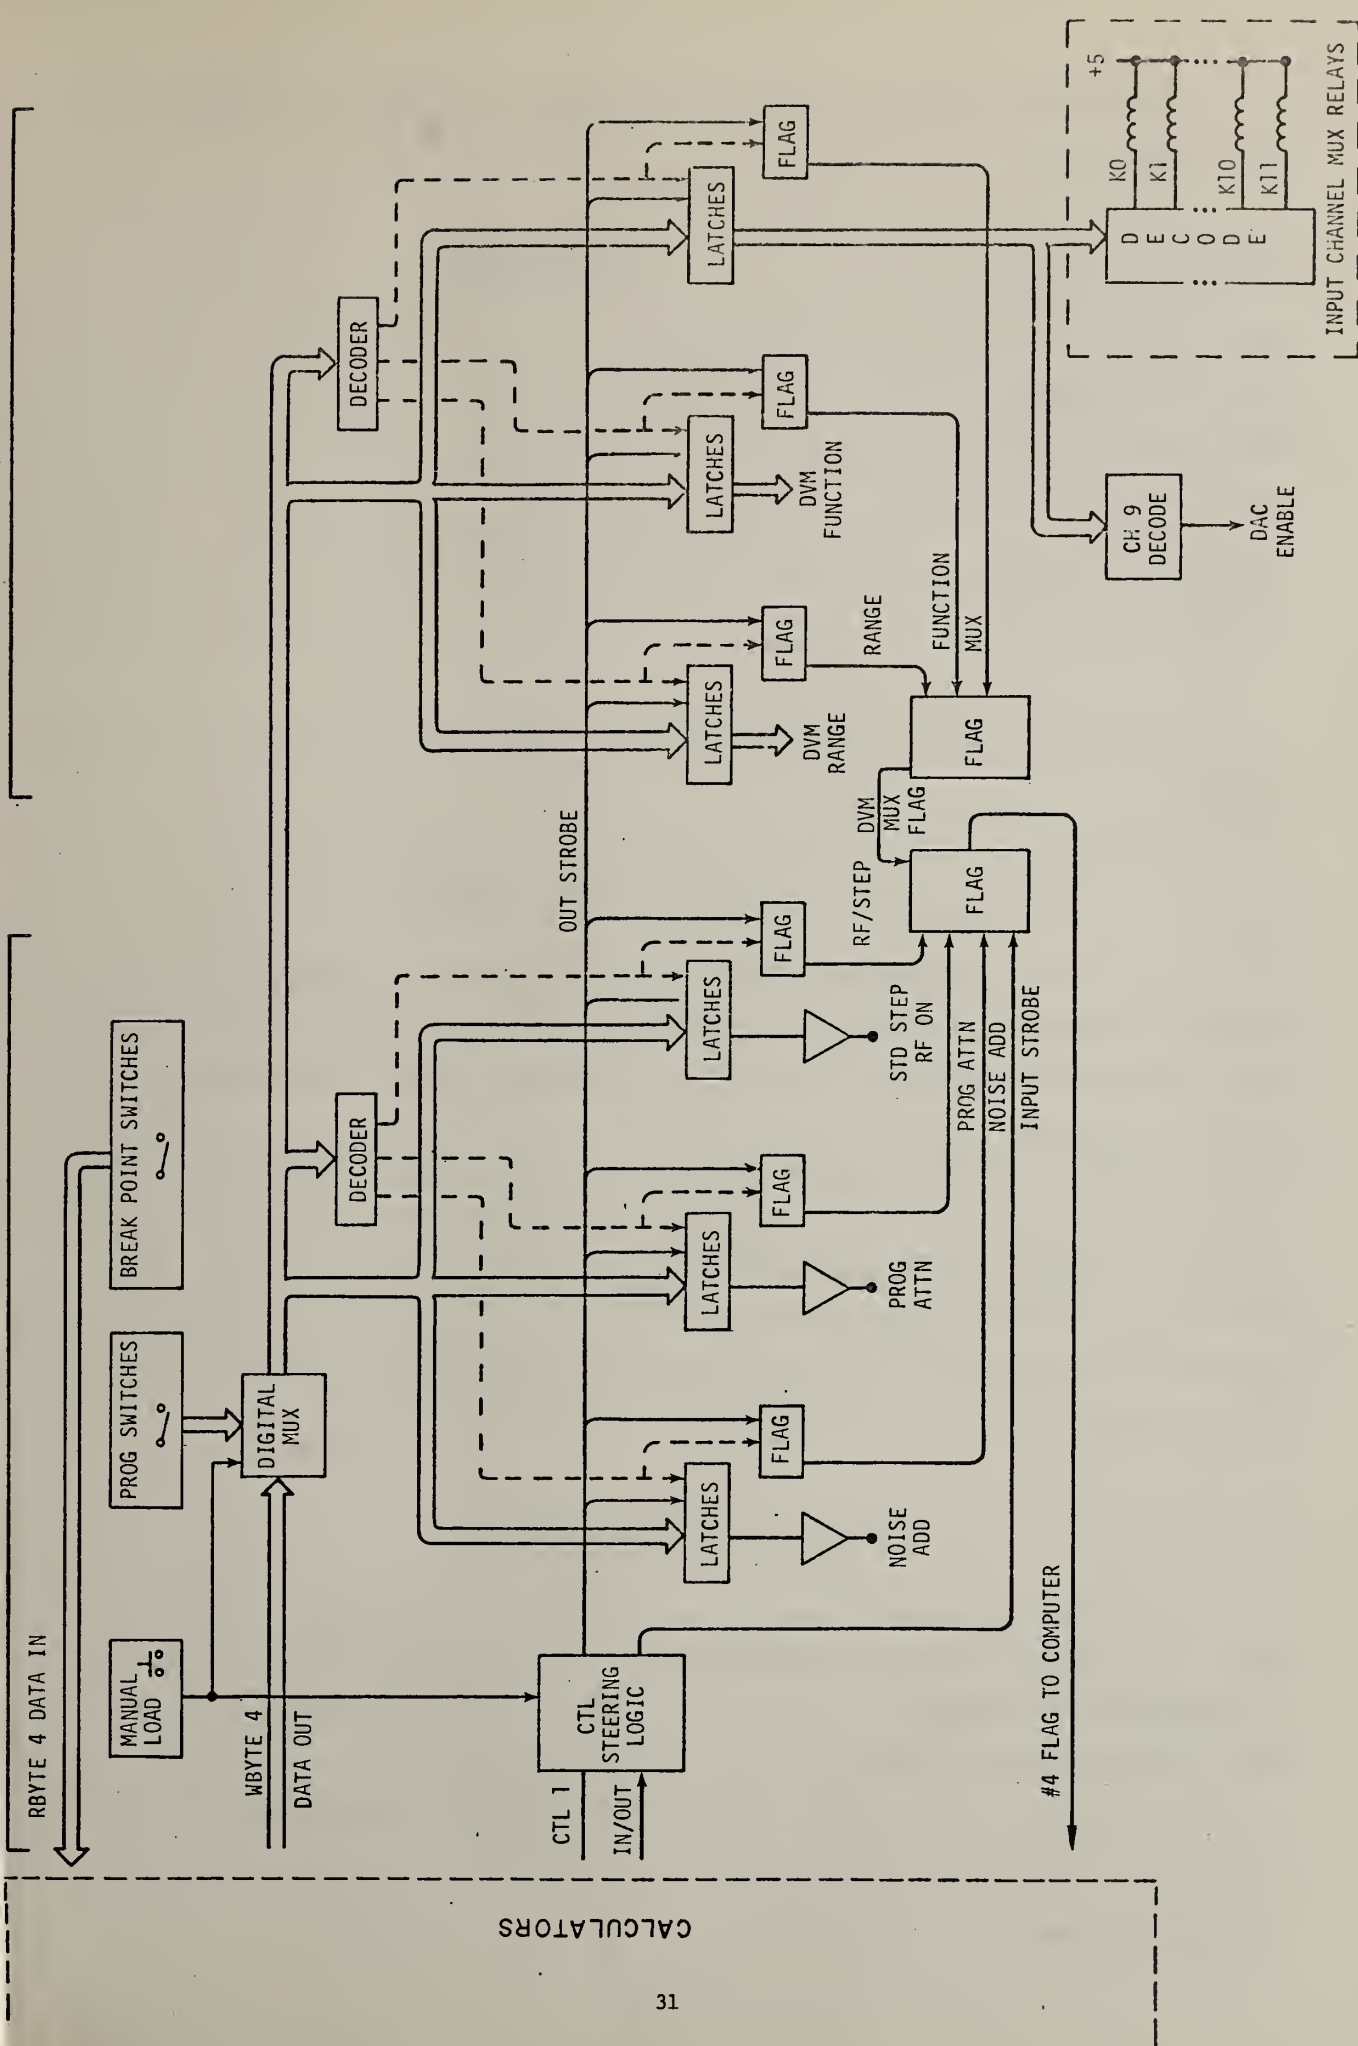 RBYTE 4 DATA IN
MANUAL
LOAD
PROG SWITCHES
BREAK POINT SWITCHES
WBYTE 4
DATA OUT
DIGITAL
MUX
DECODER
DECODER
CTL 1
IN/OUT
CTL
STEERING
LOGIC
OUT STROBE
LATCHES
FLAG
NOISE
ADD
LATCHES
FLAG
PROG
ATTN
LATCHES
FLAG
STD STEP
RF ON
LATCHES
FLAG
DVM
RANGE
LATCHES
FLAG
DVM
FUNCTION
LATCHES
FLAG
RF/STEP
PROG ATTN
NOISE ADD
INPUT STROBE
FLAG
DVM
MUX
FLAG
FLAG
RANGE
FUNCTION
MUX
#4 FLAG TO COMPUTER
CH 9
DECODE
DAC
ENABLE
DECODE
K0
K1
K10
K11
+5
INPUT CHANNEL MUX RELAYS
CALCULATORS
31